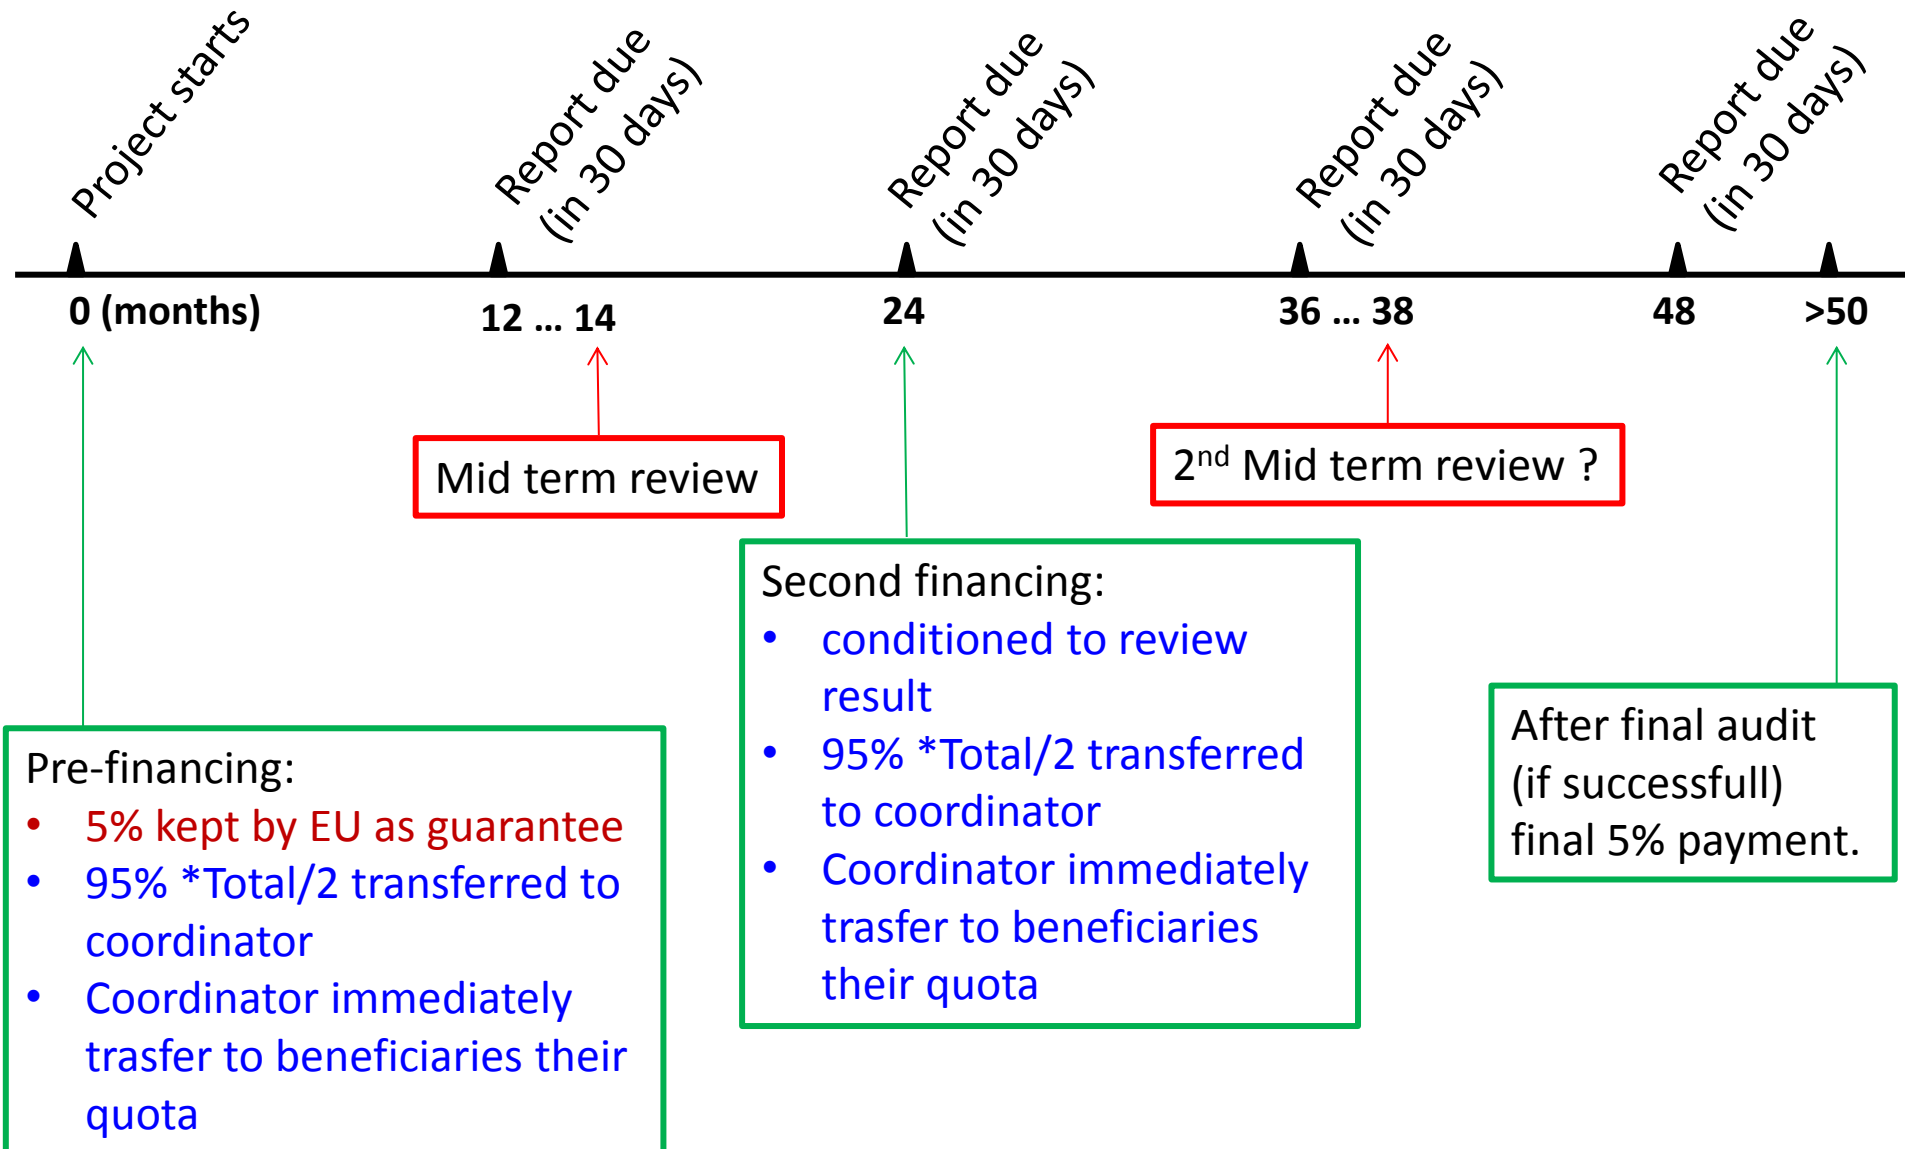 Project starts
Report due
(in 30 days)
Report due
(in 30 days)
Report due
(in 30 days)
Report due
(in 30 days)
0 (months)
12 ... 14
24
36 ... 38
48
>50
Mid term review
2nd Mid term review ?
Pre-financing:
• 5% kept by EU as guarantee
• 95% *Total/2 transferred to
coordinator
• Coordinator immediately
trasfer to beneficiaries their
quota
Second financing:
• conditioned to review
result
• 95% *Total/2 transferred
to coordinator
• Coordinator immediately
trasfer to beneficiaries
their quota
After final audit
(if successfull)
final 5% payment.